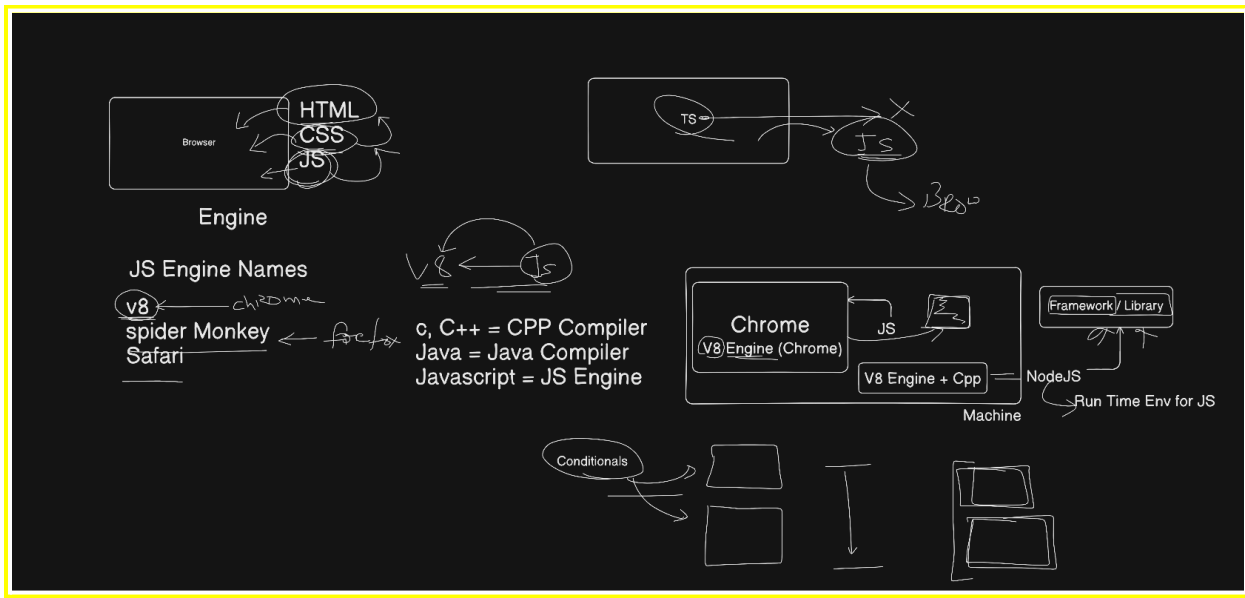 Browser
HTML
CSS
JS
Engine
JS Engine Names
v8
chrome
spider Monkey
firefox
Safari
V8
Js
c, C++ = CPP Compiler
Java = Java Compiler
Javascript = JS Engine
TS
X
JS
Chrome
V8 Engine (Chrome)
JS
V8 Engine + Cpp
Machine
Framework / Library
NodeJS
Run Time Env for JS
Conditionals